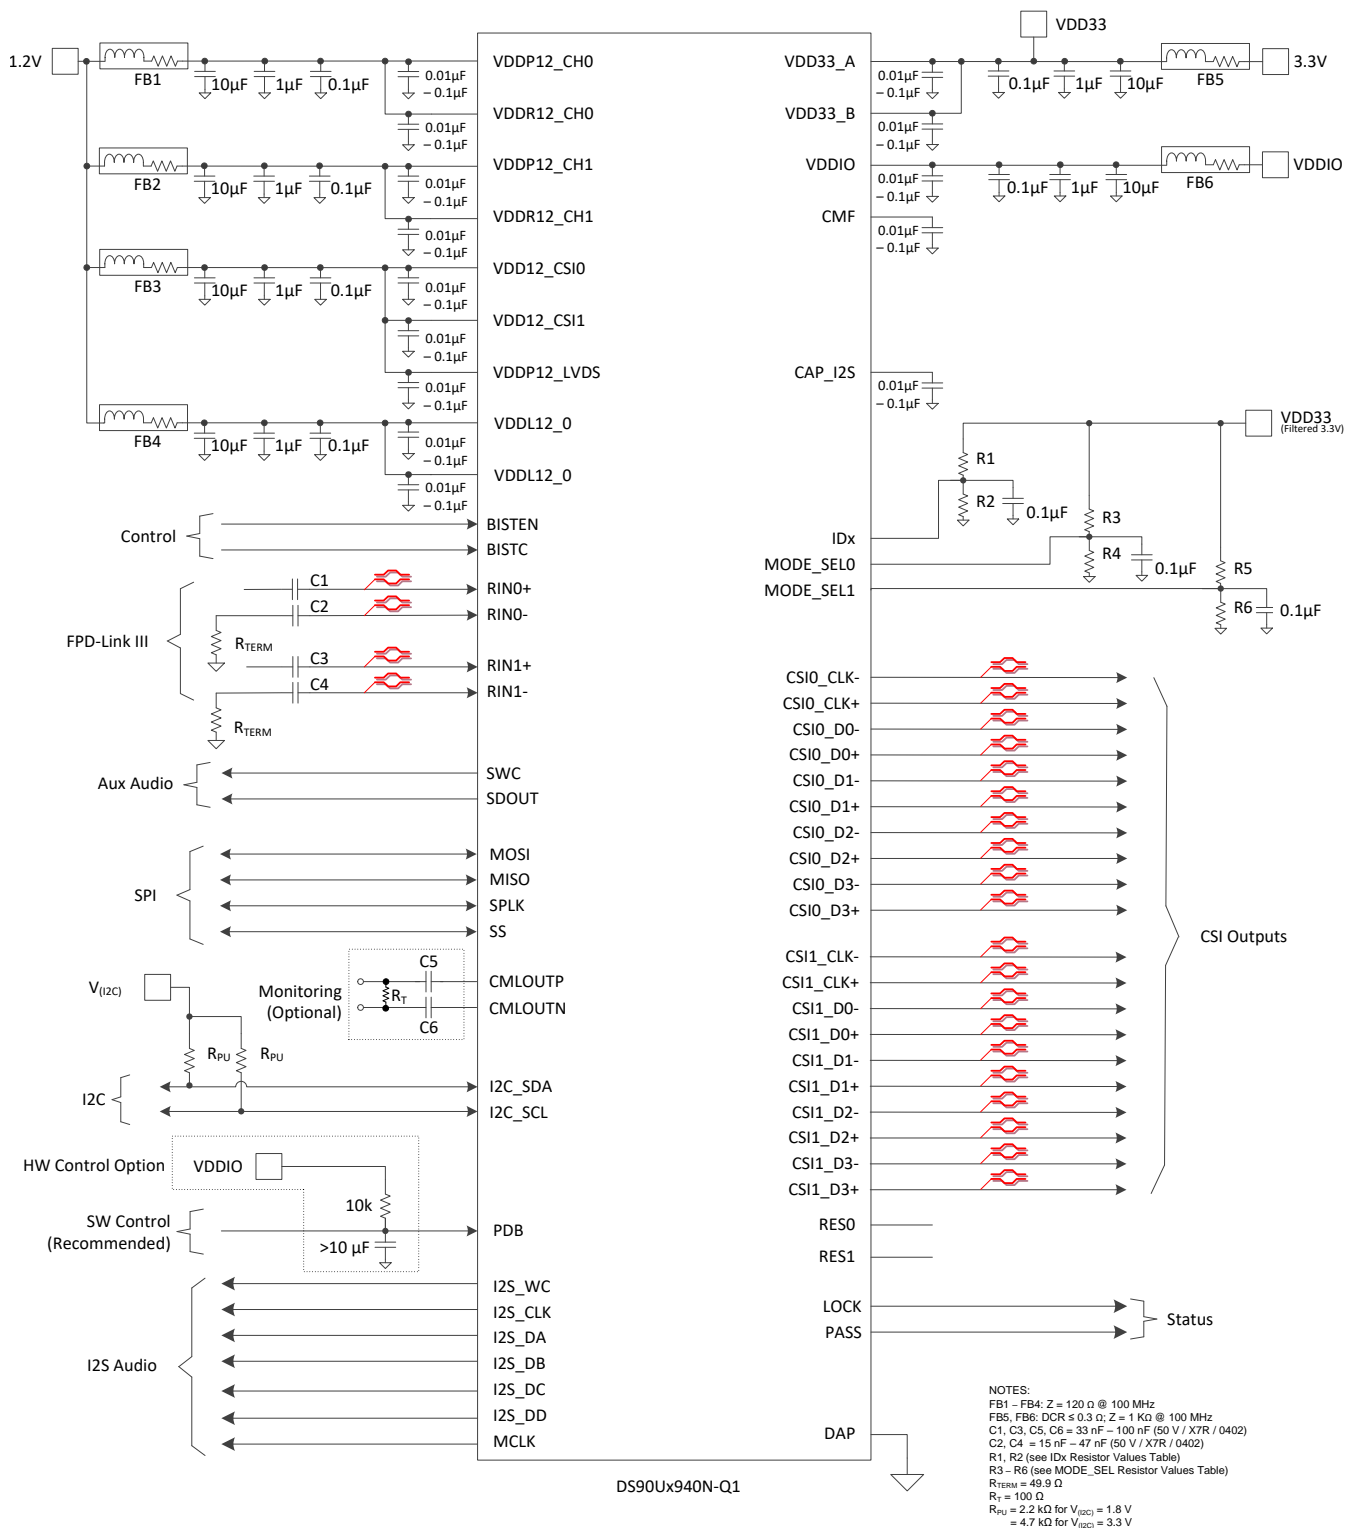 1.2V
FB1
10µF
1µF
0.1µF
0.01µF
– 0.1µF
0.01µF
– 0.1µF
FB2
10µF
1µF
0.1µF
0.01µF
– 0.1µF
0.01µF
– 0.1µF
FB3
10µF
1µF
0.1µF
0.01µF
– 0.1µF
0.01µF
– 0.1µF
0.01µF
– 0.1µF
FB4
10µF
1µF
0.1µF
0.01µF
– 0.1µF
0.01µF
– 0.1µF
Control
FPD-Link III
C1
C2
RTERM
C3
C4
RTERM
Aux Audio
SPI
Monitoring
(Optional)
C5
RT
C6
V(I2C)
RPU
RPU
I2C
HW Control Option
VDDIO
10k
SW Control
(Recommended)
>10 µF
I2S Audio
VDDP12_CH0
VDDR12_CH0
VDDP12_CH1
VDDR12_CH1
VDD12_CSI0
VDD12_CSI1
VDDP12_LVDS
VDDL12_0
VDDL12_0
BISTEN
BISTC
RIN0+
RIN0-
RIN1+
RIN1-
SWC
SDOUT
MOSI
MISO
SPLK
SS
CMLOUTP
CMLOUTN
I2C_SDA
I2C_SCL
PDB
I2S_WC
I2S_CLK
I2S_DA
I2S_DB
I2S_DC
I2S_DD
MCLK
VDD33_A
VDD33_B
VDDIO
CMF
CAP_I2S
IDx
MODE_SEL0
MODE_SEL1
CSI0_CLK-
CSI0_CLK+
CSI0_D0-
CSI0_D0+
CSI0_D1-
CSI0_D1+
CSI0_D2-
CSI0_D2+
CSI0_D3-
CSI0_D3+
CSI1_CLK-
CSI1_CLK+
CSI1_D0-
CSI1_D0+
CSI1_D1-
CSI1_D1+
CSI1_D2-
CSI1_D2+
CSI1_D3-
CSI1_D3+
RES0
RES1
LOCK
PASS
DAP
VDD33
0.01µF
– 0.1µF
0.1µF
1µF
10µF
FB5
3.3V
0.01µF
– 0.1µF
0.01µF
– 0.1µF
0.1µF
1µF
10µF
FB6
VDDIO
0.01µF
– 0.1µF
0.01µF
– 0.1µF
VDD33
(Filtered 3.3V)
R1
R2
0.1µF
R3
R4
0.1µF
R5
R6
0.1µF
CSI Outputs
Status
DS90Ux940N-Q1
NOTES:
FB1 – FB4: Z = 120 Ω @ 100 MHz
FB5, FB6: DCR ≤ 0.3 Ω; Z = 1 KΩ @ 100 MHz
C1, C3, C5, C6 = 33 nF – 100 nF (50 V / X7R / 0402)
C2, C4 = 15 nF – 47 nF (50 V / X7R / 0402)
R1, R2 (see IDx Resistor Values Table)
R3 – R6 (see MODE_SEL Resistor Values Table)
RTERM = 49.9 Ω
RT = 100 Ω
RPU = 2.2 kΩ for V(I2C) = 1.8 V
= 4.7 kΩ for V(I2C) = 3.3 V